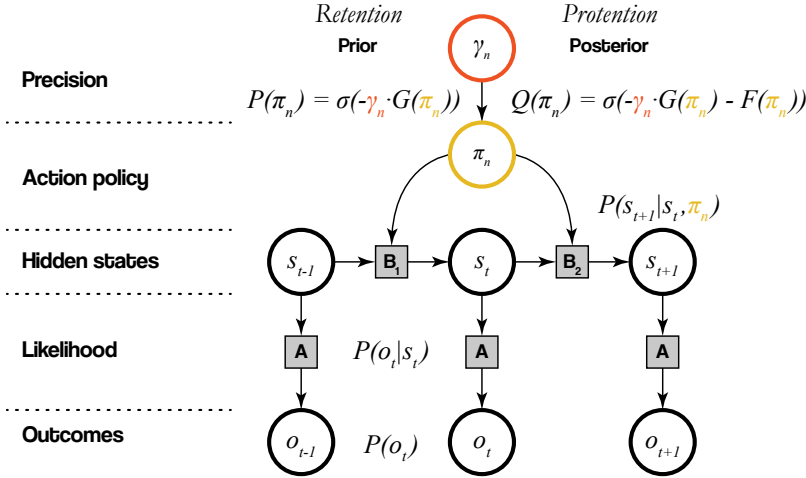 Retention Protention
Prior γₙ Posterior
Precision
P(πₙ) = σ(-γₙ·G(πₙ)) Q(πₙ) = σ(-γₙ·G(πₙ) - F(πₙ))
πₙ
Action policy
P(sₜ₊₁|sₜ,πₙ)
Hidden states sₜ₋₁ B₁ sₜ B₂ sₜ₊₁
Likelihood A P(oₜ|sₜ) A A
Outcomes oₜ₋₁ P(oₜ) oₜ oₜ₊₁